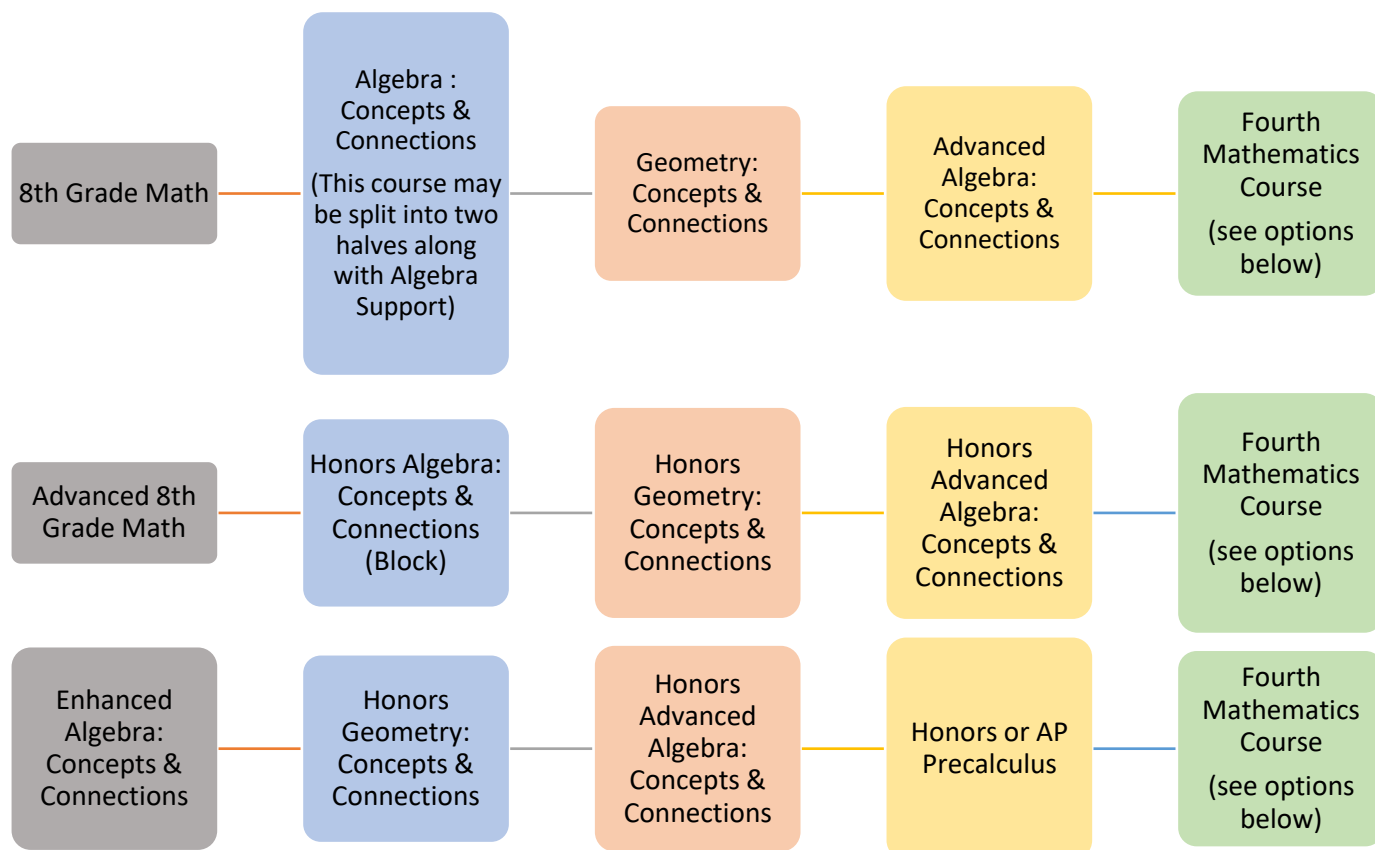 8th Grade Math
Algebra :
Concepts &
Connections
(This course may
be split into two
halves along
with Algebra
Support)
Geometry:
Concepts &
Connections
Advanced
Algebra:
Concepts &
Connections
Fourth
Mathematics
Course
(see options
below)
Advanced 8th
Grade Math
Honors Algebra:
Concepts &
Connections
(Block)
Honors
Geometry:
Concepts &
Connections
Honors
Advanced
Algebra:
Concepts &
Connections
Fourth
Mathematics
Course
(see options
below)
Enhanced
Algebra:
Concepts &
Connections
Honors
Geometry:
Concepts &
Connections
Honors
Advanced
Algebra:
Concepts &
Connections
Honors or AP
Precalculus
Fourth
Mathematics
Course
(see options
below)